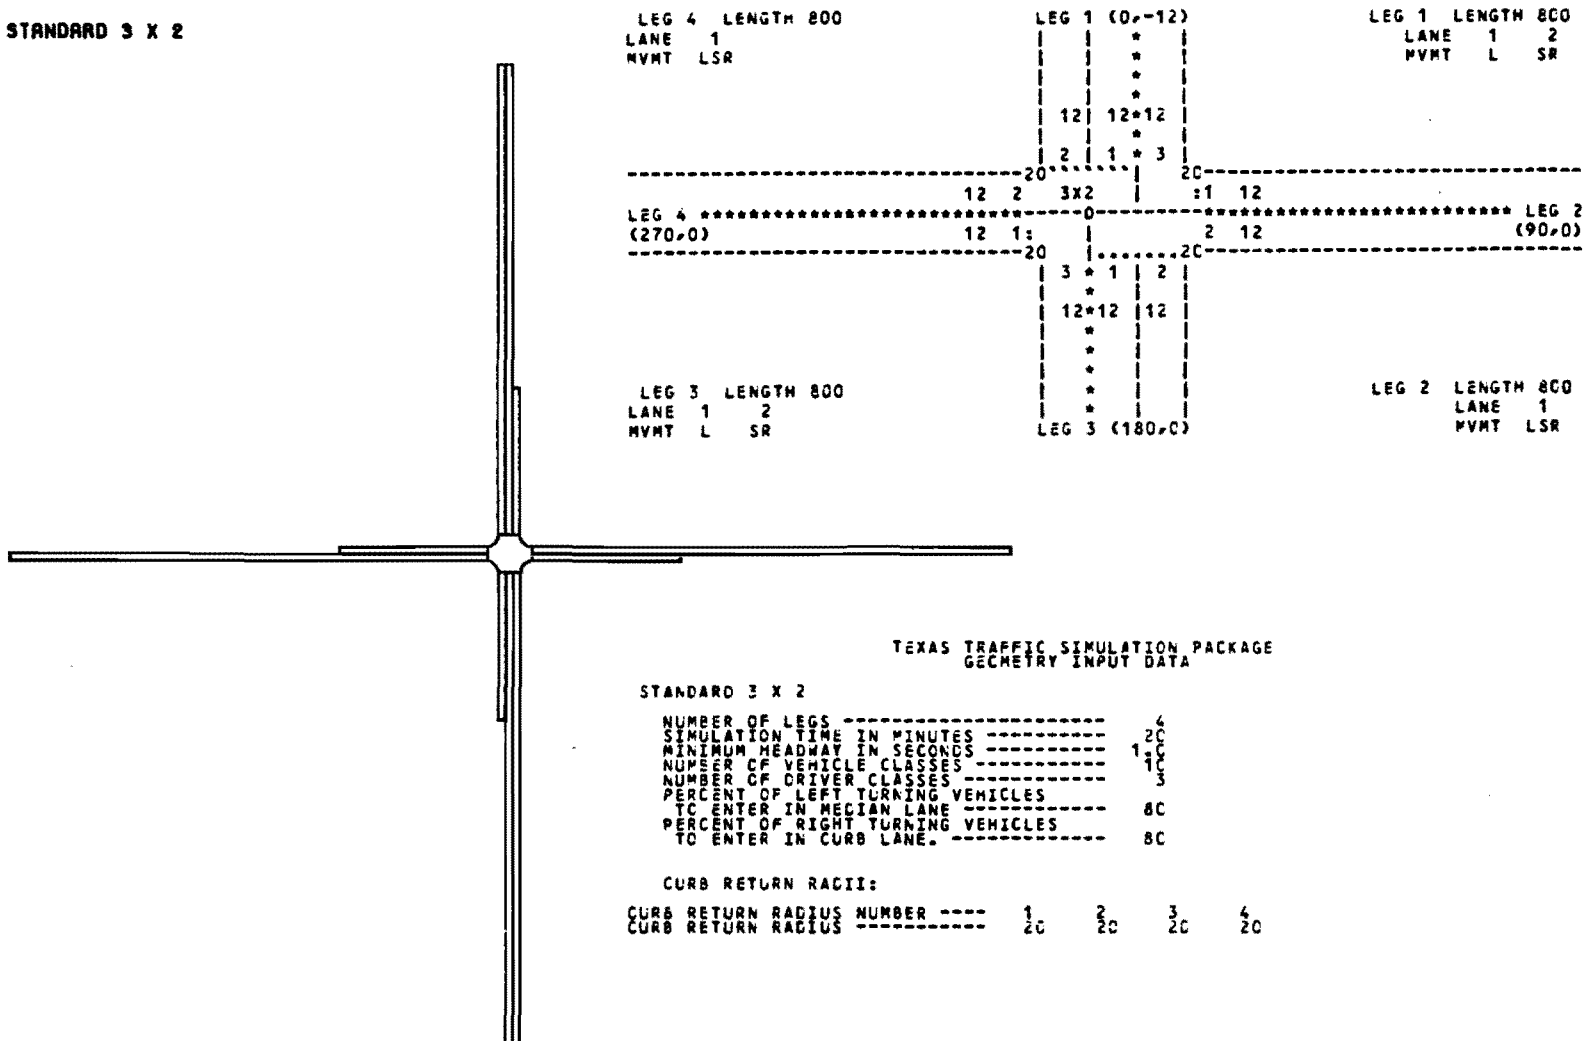 STANDARD 3 X 2
LEG 4 LENGTH 800
LANE 1
MVMT LSR
LEG 1 (0,-12)
LEG 1 LENGTH 800
LANE 1 2
MVMT L SR
12 12*12
2 1 * 3
20 20
12 2 3X2 :1 12
LEG 4 0 LEG 2
(270,0) 12 1: 2 12 (90,0)
20 20
3 * 1 2
12*12 12
LEG 3 LENGTH 800
LANE 1 2
MVMT L SR
LEG 3 (180,0)
LEG 2 LENGTH 800
LANE 1
MVMT LSR
TEXAS TRAFFIC SIMULATION PACKAGE
GEOMETRY INPUT DATA
STANDARD 3 X 2
NUMBER OF LEGS ---------------------- 4
SIMULATION TIME IN MINUTES ---------- 20
MINIMUM HEADWAY IN SECONDS ---------- 1.0
NUMBER OF VEHICLE CLASSES ----------- 10
NUMBER OF DRIVER CLASSES ------------ 3
PERCENT OF LEFT TURNING VEHICLES
TO ENTER IN MEDIAN LANE ------------ 80
PERCENT OF RIGHT TURNING VEHICLES
TO ENTER IN CURB LANE. ------------- 80
CURB RETURN RADII:
CURB RETURN RADIUS NUMBER ---- 1 2 3 4
CURB RETURN RADIUS ----------- 20 20 20 20